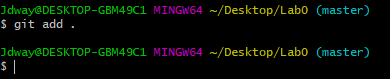 Jdway@DESKTOP-GBM49C1 MINGW64 ~/Desktop/Lab0 (master)
$ git add .
Jdway@DESKTOP-GBM49C1 MINGW64 ~/Desktop/Lab0 (master)
$